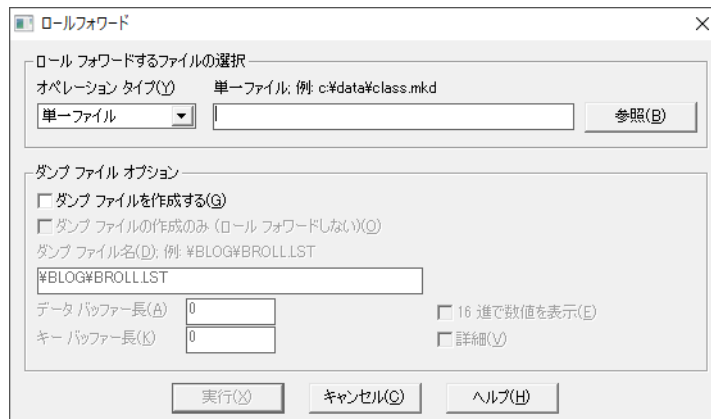 ロールフォワード
ロール フォワードするファイルの選択
オペレーション タイプ(Y) 単一ファイル; 例: c:¥data¥class.mkd
単一ファイル 参照(B)
ダンプ ファイル オプション
ダンプ ファイルを作成する(G)
ダンプ ファイルの作成のみ (ロール フォワードしない)(O)
ダンプ ファイル名(D); 例: ¥BLOG¥BROLL.LST
¥BLOG¥BROLL.LST
データ バッファー長(A) 0 16 進で数値を表示(E)
キー バッファー長(K) 0 詳細(V)
実行(X) キャンセル(C) ヘルプ(H)